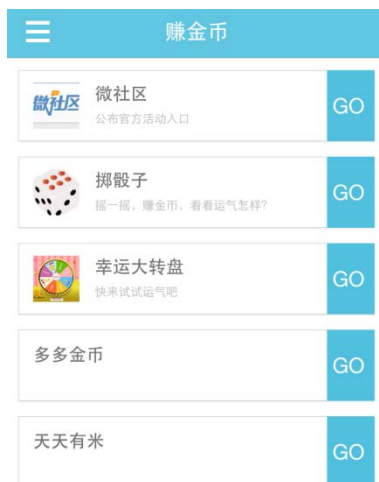 赚金币
微社区
微社区
GO
公布官方活动入口
掷骰子
GO
摇一摇，赚金币，看看运气怎样？
幸运大转盘
GO
快来试试运气吧
多多金币
GO
天天有米
GO